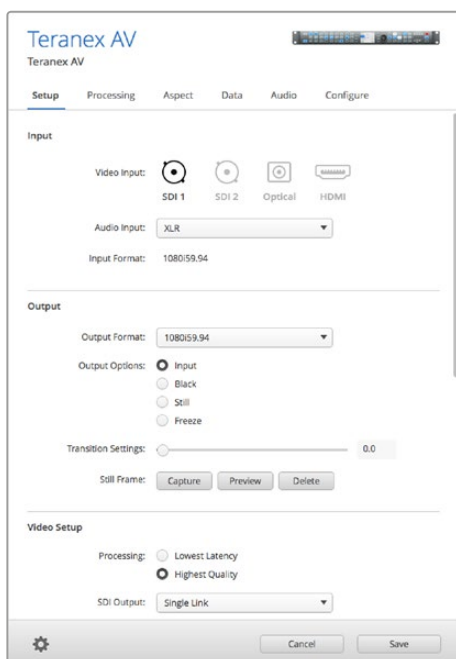 Teranex AV
Teranex AV
Setup Processing Aspect Data Audio Configure
Input
Video Input:
SDI 1 SDI 2 Optical HDMI
Audio Input: XLR
Input Format: 1080i59.94
Output
Output Format: 1080i59.94
Output Options: Input
Black
Still
Freeze
Transition Settings: 0.0
Still Frame: Capture Preview Delete
Video Setup
Processing: Lowest Latency
Highest Quality
SDI Output: Single Link
Cancel Save